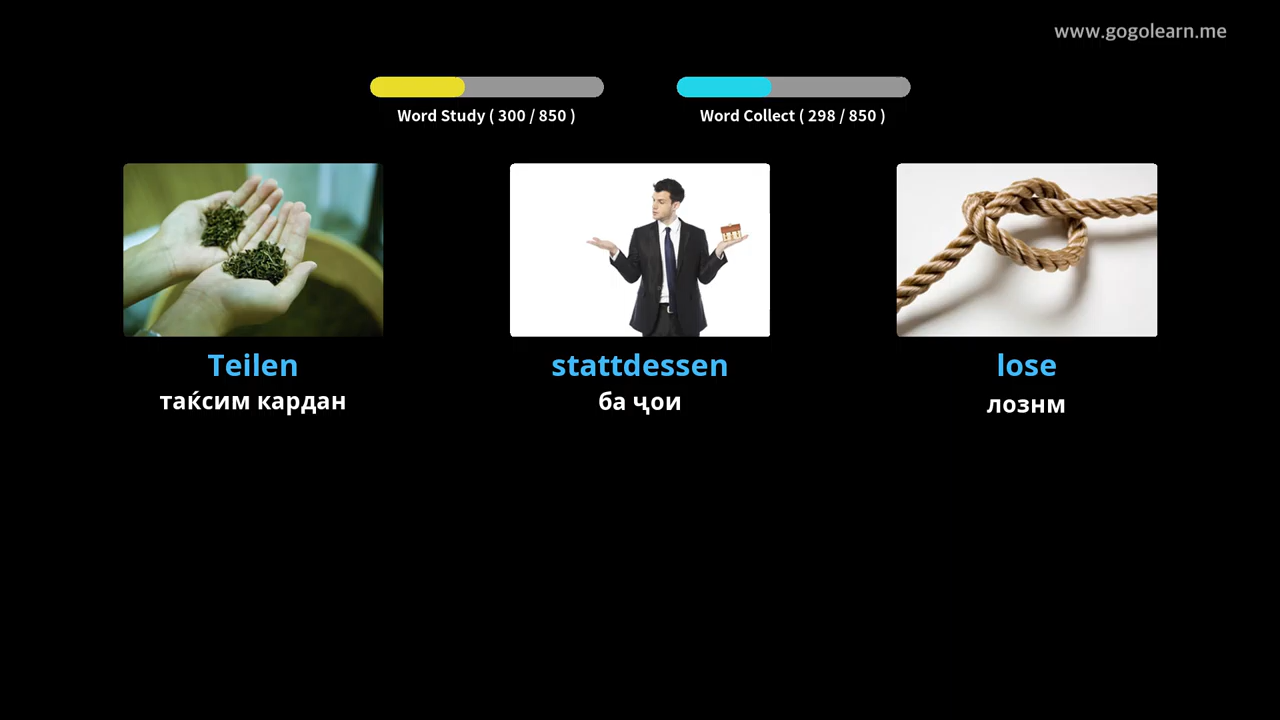 www.gogolearn.me
Word Study ( 300 / 850 )
Word Collect ( 298 / 850 )
Teilen
таќсим кардан
stattdessen
ба ҷои
lose
лознм